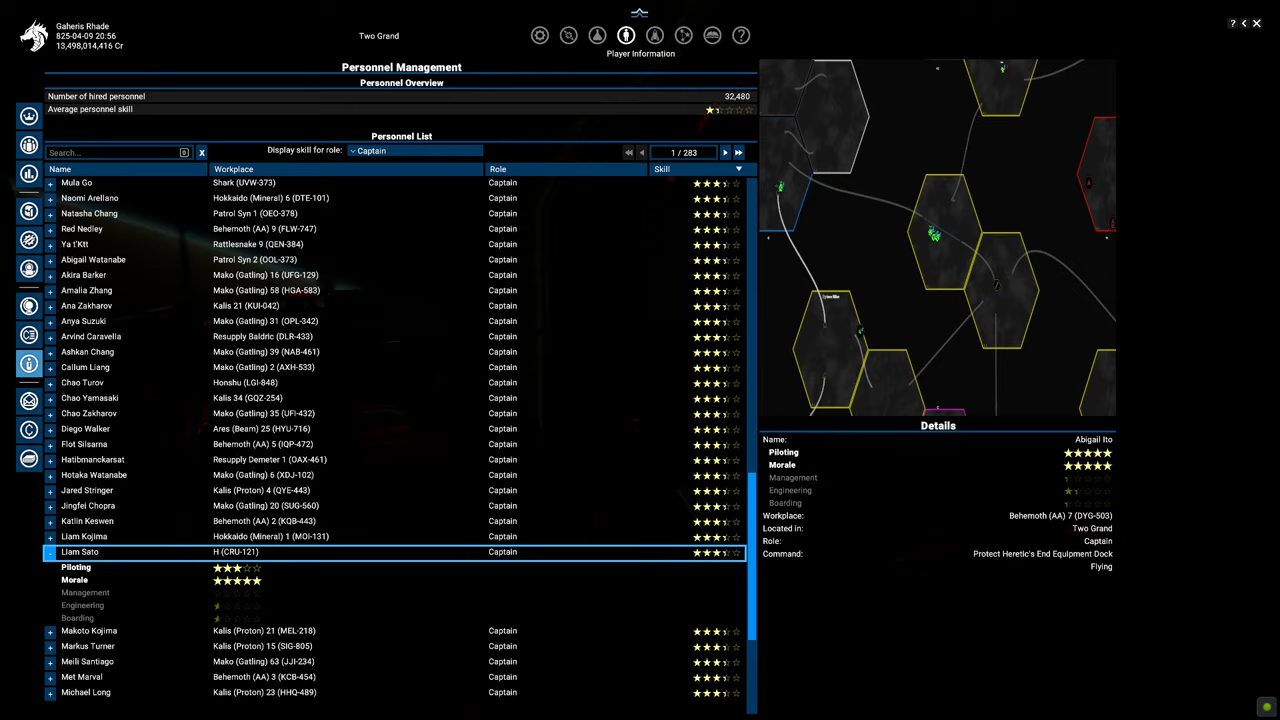 Gaheris Rhade
825-04-09 20:56
13,498,014,416 Cr
Two Grand
Player Information
? < X
Personnel Management
Personnel Overview
Number of hired personnel 32,480
Average personnel skill
Personnel List
Search... Display skill for role: Captain 1 / 283
Name Workplace Role Skill
Mula Go Shark (UVW-373) Captain
Naomi Arellano Hokkaido (Mineral) 6 (DTE-101) Captain
Natasha Chang Patrol Syn 1 (OEO-378) Captain
Red Nedley Behemoth (AA) 9 (FLW-747) Captain
Ya t'Ktt Rattlesnake 9 (QEN-384) Captain
Abigail Watanabe Patrol Syn 2 (OOL-373) Captain
Akira Barker Mako (Gatling) 16 (UFG-129) Captain
Amalia Zhang Mako (Gatling) 58 (HGA-583) Captain
Ana Zakharov Kalis 21 (KUI-042) Captain
Anya Suzuki Mako (Gatling) 31 (OPL-342) Captain
Arvind Caravella Resupply Baldric (DLR-433) Captain
Ashkan Chang Mako (Gatling) 39 (NAB-461) Captain
Callum Liang Mako (Gatling) 2 (AXH-533) Captain
Chao Turov Honshu (LGI-848) Captain
Chao Yamasaki Kalis 34 (GQZ-254) Captain
Chao Zakharov Mako (Gatling) 35 (UFI-432) Captain
Diego Walker Ares (Beam) 25 (HYU-716) Captain
Flot Silsarna Behemoth (AA) 5 (IQP-472) Captain
Hatibmanckarsat Resupply Demeter 1 (OAX-461) Captain
Hotaka Watanabe Mako (Gatling) 6 (XDJ-102) Captain
Jared Stringer Kalis (Proton) 4 (QYE-443) Captain
Jingfei Chopra Mako (Gatling) 20 (SUG-560) Captain
Katlin Keswen Behemoth (AA) 2 (KQB-443) Captain
Liam Kojima Hokkaido (Mineral) 1 (MOI-131) Captain
Liam Sato H (CRU-121) Captain
Piloting
Morale
Management
Engineering
Boarding
Makoto Kojima Kalis (Proton) 21 (MEL-218) Captain
Markus Turner Kalis (Proton) 15 (SIG-805) Captain
Meili Santiago Mako (Gatling) 63 (JJI-234) Captain
Met Marval Behemoth (AA) 3 (KCB-454) Captain
Michael Long Kalis (Proton) 23 (HHQ-489) Captain
Details
Name: Abigail Ito
Piloting
Morale
Management
Engineering
Boarding
Workplace: Behemoth (AA) 7 (DYG-503)
Located in: Two Grand
Role: Captain
Command: Protect Heretic's End Equipment Dock
Flying